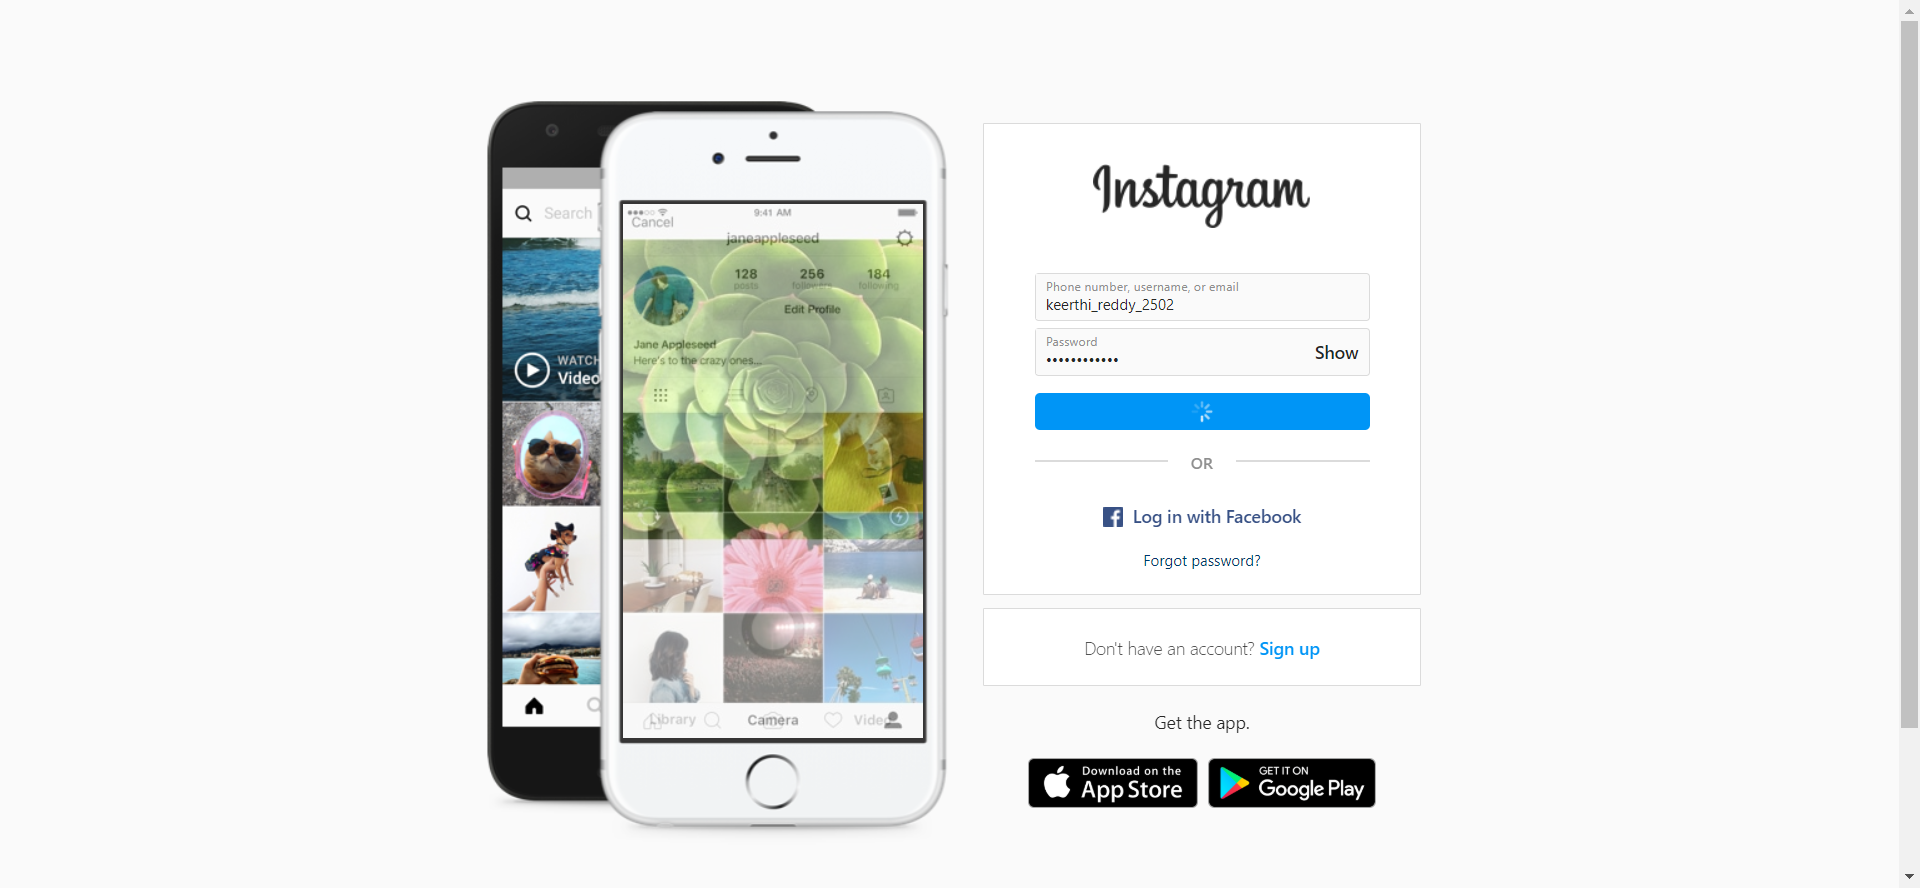 Search
WATCH
Video
9:41 AM
Cancel
janeappleseed
128
256
184
posts
followers
following
Edit Profile
Jane Appleseed
Here's to the crazy ones...
Library
Camera
Video
Instagram
Phone number, username, or email
keerthi_reddy_2502
Password
••••••••••••
Show
OR
Log in with Facebook
Forgot password?
Don't have an account? Sign up
Get the app.
Download on the
App Store
GET IT ON
Google Play